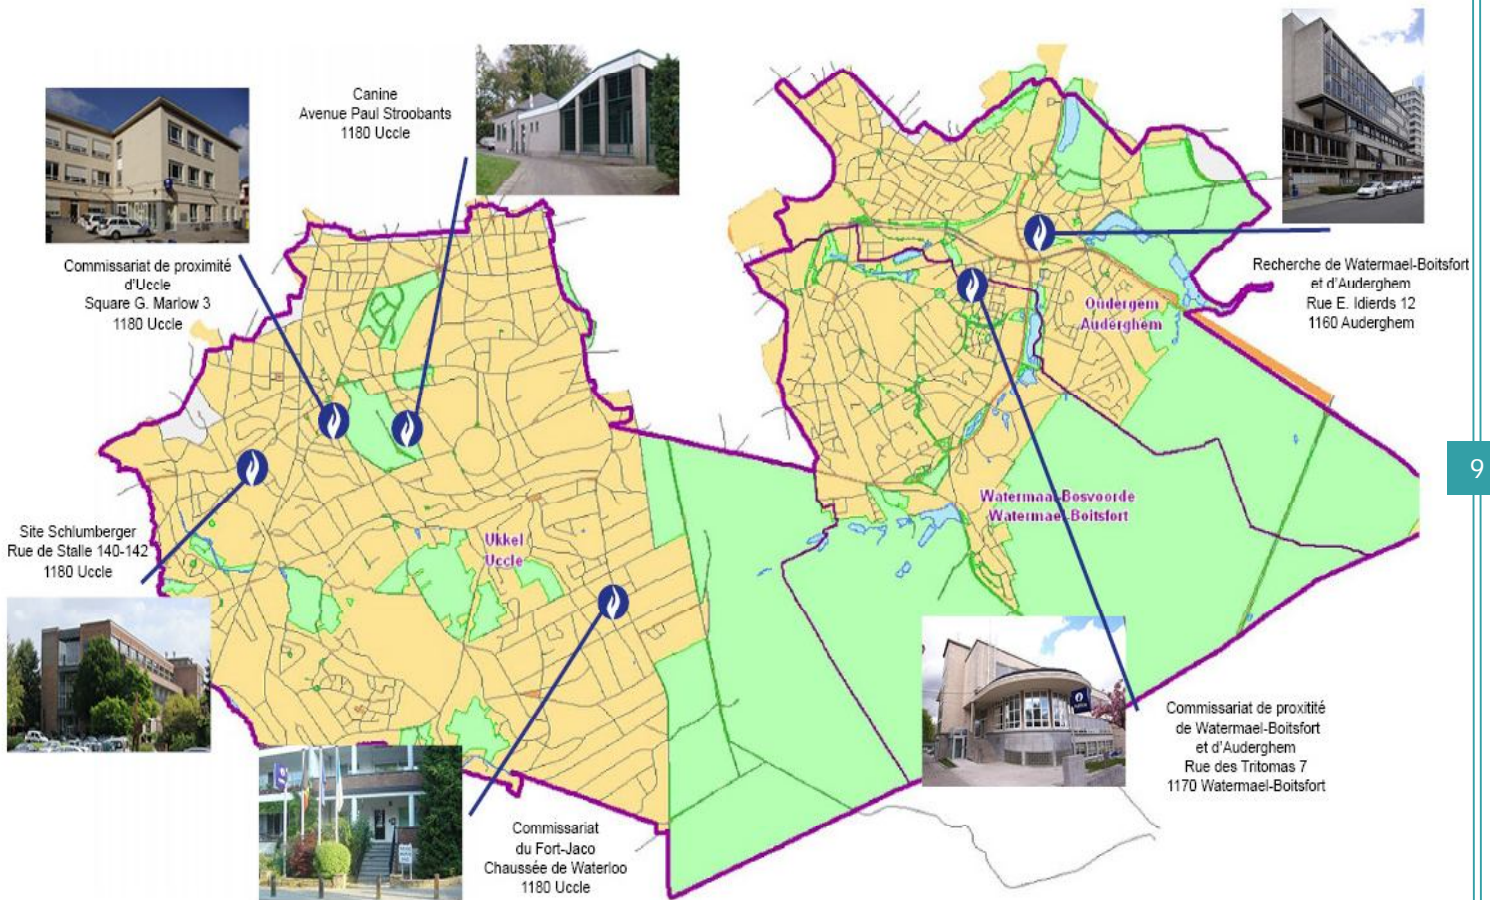 Canine
Avenue Paul Stroobants
1180 Uccle
Commissariat de proximité
d'Uccle
Square G. Marlow 3
1180 Uccle
Recherche de Watermael-Boitsfort
et d'Auderghem
Rue E. Idierds 12
1160 Auderghem
Oudergem
Auderghem
9
Watermaal-Bosvoorde
Watermael-Boitsfort
Site Schlumberger
Rue de Stalle 140-142
1180 Uccle
Ukkel
Uccle
Commissariat de proxitité
de Watermael-Boitsfort
et d'Auderghem
Rue des Tritomas 7
1170 Watermael-Boitsfort
Commissariat
du Fort-Jaco
Chaussée de Waterloo
1180 Uccle